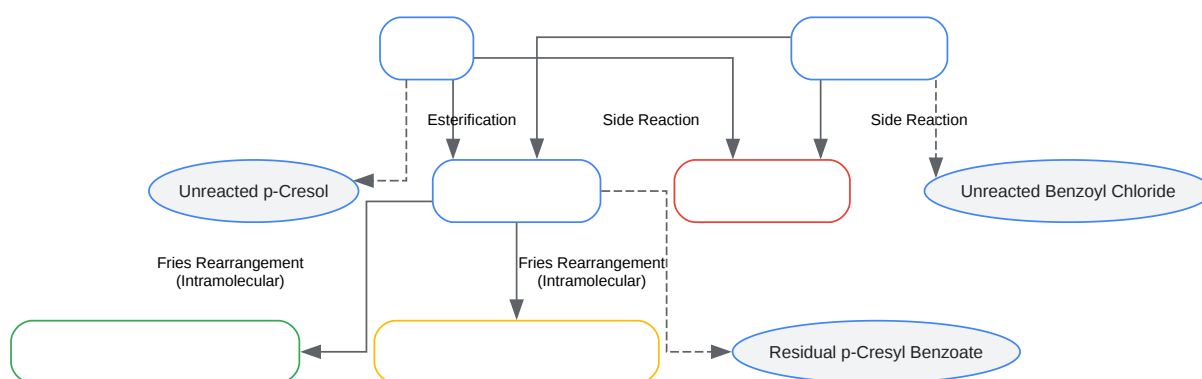 Esterification
Side Reaction
Side Reaction
Unreacted p-Cresol
Unreacted Benzoyl Chloride
Fries Rearrangement
(Intramolecular)
Fries Rearrangement
(Intramolecular)
Residual p-Cresyl Benzoate